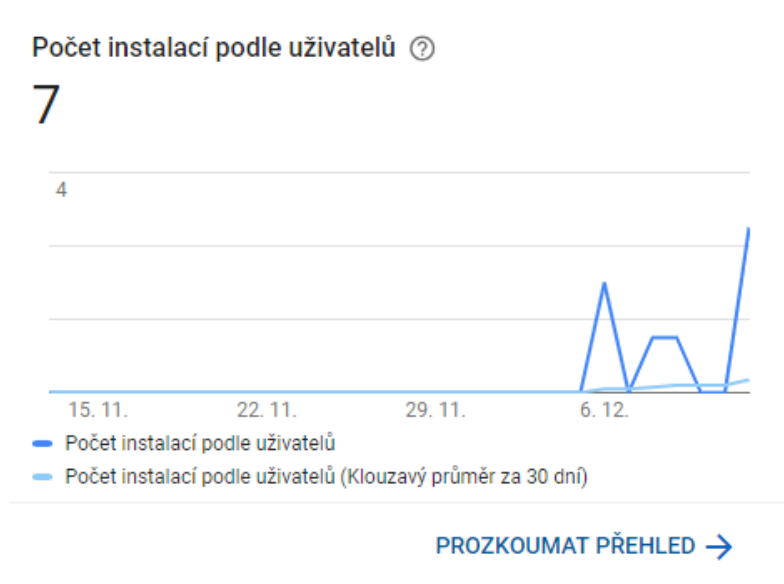 Počet instalací podle uživatelů ?
7
4
15. 11. 22. 11. 29. 11. 6. 12.
Počet instalací podle uživatelů
Počet instalací podle uživatelů (Klouzavý průměr za 30 dní)
PROZKOUMAT PŘEHLED →